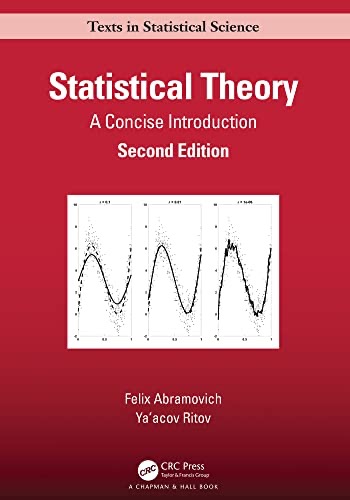 Texts in Statistical Science
Statistical Theory
A Concise Introduction
Second Edition
Felix Abramovich
Ya'acov Ritov
CRC
CRC Press
Taylor & Francis Group
A CHAPMAN & HALL BOOK